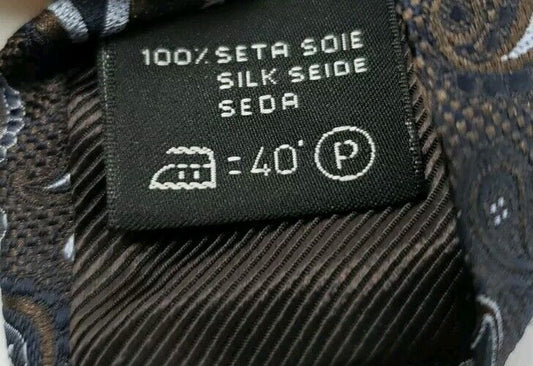 100% SETA SOIE
SILK SEIDE
SEDA
= 40° P